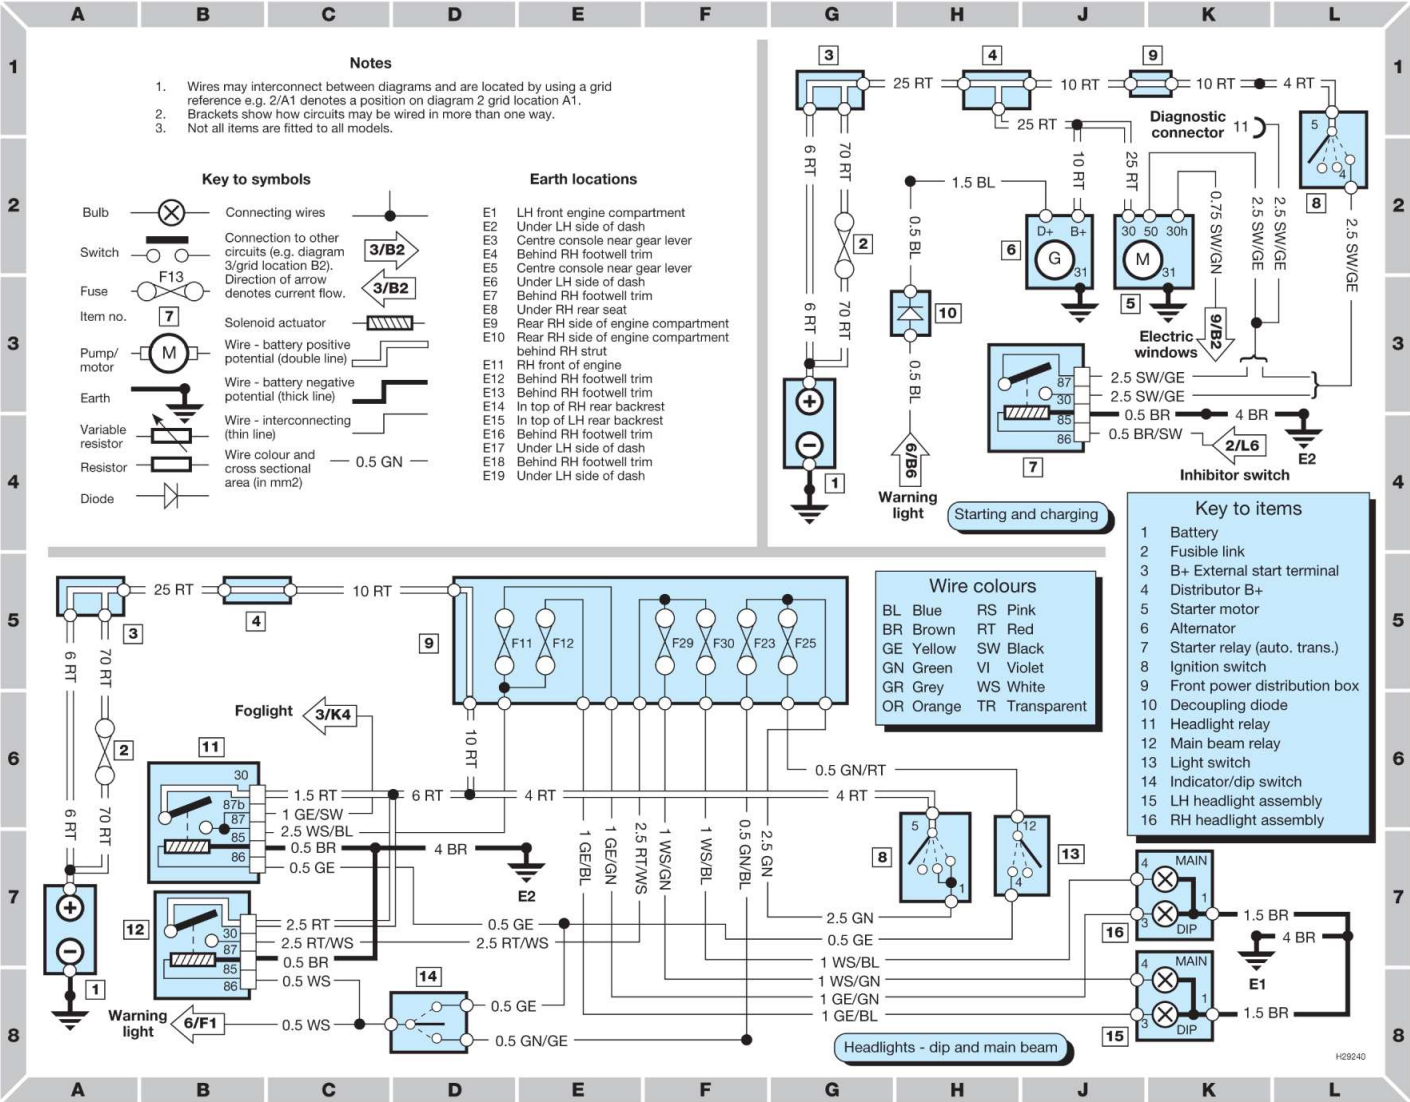 A B C D E F G H I K L
1 2 3 4 5 6 7 8
Notes
1. Wires may interconnect between diagrams and are located by using a grid
reference e.g. 2/A1 denotes a position on diagram 2 grid location A1.
2. Brackets show how circuits may be wired in more than one way.
3. Not all items are fitted to all models.
Key to symbols
Bulb
Switch
Fuse
F13
Item no.
7
Pump/
motor
M
Earth
Variable
resistor
Resistor
Diode
Connecting wires
Connection to other
circuits (e.g. diagram
3/grid location B2).
Direction of arrow
denotes current flow.
3/B2
3/B2
Solenoid actuator
Wire - battery positive
potential (double line)
Wire - battery negative
potential (thick line)
Wire - interconnecting
(thin line)
Wire colour and
cross sectional
area (in mm2)
0.5 GN
Earth locations
E1 LH front engine compartment
E2 Under LH side of dash
E3 Centre console near gear lever
E4 Behind RH footwell trim
E5 Centre console near gear lever
E6 Under LH side of dash
E7 Behind RH footwell trim
E8 Under RH rear seat
E9 Rear RH side of engine compartment
E10 Rear RH side of engine compartment
behind RH strut
E11 RH front of engine
E12 Behind RH footwell trim
E13 Behind RH footwell trim
E14 In top of RH rear backrest
E15 In top of LH rear backrest
E16 Behind RH footwell trim
E17 Under LH side of dash
E18 Behind RH footwell trim
E19 Under LH side of dash
3
25 RT
4
10 RT
9
10 RT
4 RT
25 RT
Diagnostic
connector
11
5
4
8
6 RT
70 RT
1.5 BL
10 RT
25 RT
0.75 SW/GN
2.5 SW/GE
2.5 SW/GE
2.5 SW/GE
2
0.5 BL
6
D+ B+
G
31
30 50 30h
M
31
5
10
6 RT
70 RT
0.5 BL
Electric
windows
9/B2
87
30
85
86
2.5 SW/GE
2.5 SW/GE
0.5 BR
4 BR
0.5 BR/SW
2/L6
E2
Inhibitor switch
7
1
6/B6
Warning
light
Starting and charging
Key to items
1 Battery
2 Fusible link
3 B+ External start terminal
4 Distributor B+
5 Starter motor
6 Alternator
7 Starter relay (auto. trans.)
8 Ignition switch
9 Front power distribution box
10 Decoupling diode
11 Headlight relay
12 Main beam relay
13 Light switch
14 Indicator/dip switch
15 LH headlight assembly
16 RH headlight assembly
Wire colours
BL Blue RS Pink
BR Brown RT Red
GE Yellow SW Black
GN Green VI Violet
GR Grey WS White
OR Orange TR Transparent
25 RT
10 RT
3
4
9
F11 F12 F29 F30 F23 F25
6 RT
70 RT
2
Foglight
3/K4
10 RT
11
30
87b
87
85
86
1.5 RT
6 RT
4 RT
4 RT
1 GE/SW
2.5 WS/BL
0.5 BR
4 BR
0.5 GE
E2
0.5 GN/RT
6 RT
70 RT
1 GE/BL
1 GE/GN
2.5 RT/WS
1 WS/GN
1 WS/BL
0.5 GN/BL
2.5 GN
5
1
8
12
4
13
12
30
87
85
86
2.5 RT
2.5 RT/WS
0.5 BR
0.5 WS
0.5 GE
2.5 RT/WS
2.5 GN
0.5 GE
1 WS/BL
1 WS/GN
1 GE/GN
1 GE/BL
4 MAIN
1
3 DIP
16
1.5 BR
4 BR
E1
4 MAIN
1
3 DIP
15
1.5 BR
1
Warning
light
6/F1
0.5 WS
14
0.5 GE
0.5 GN/GE
Headlights - dip and main beam
H29240
1 2 3 4 5 6 7 8
A B C D E F G H J K L